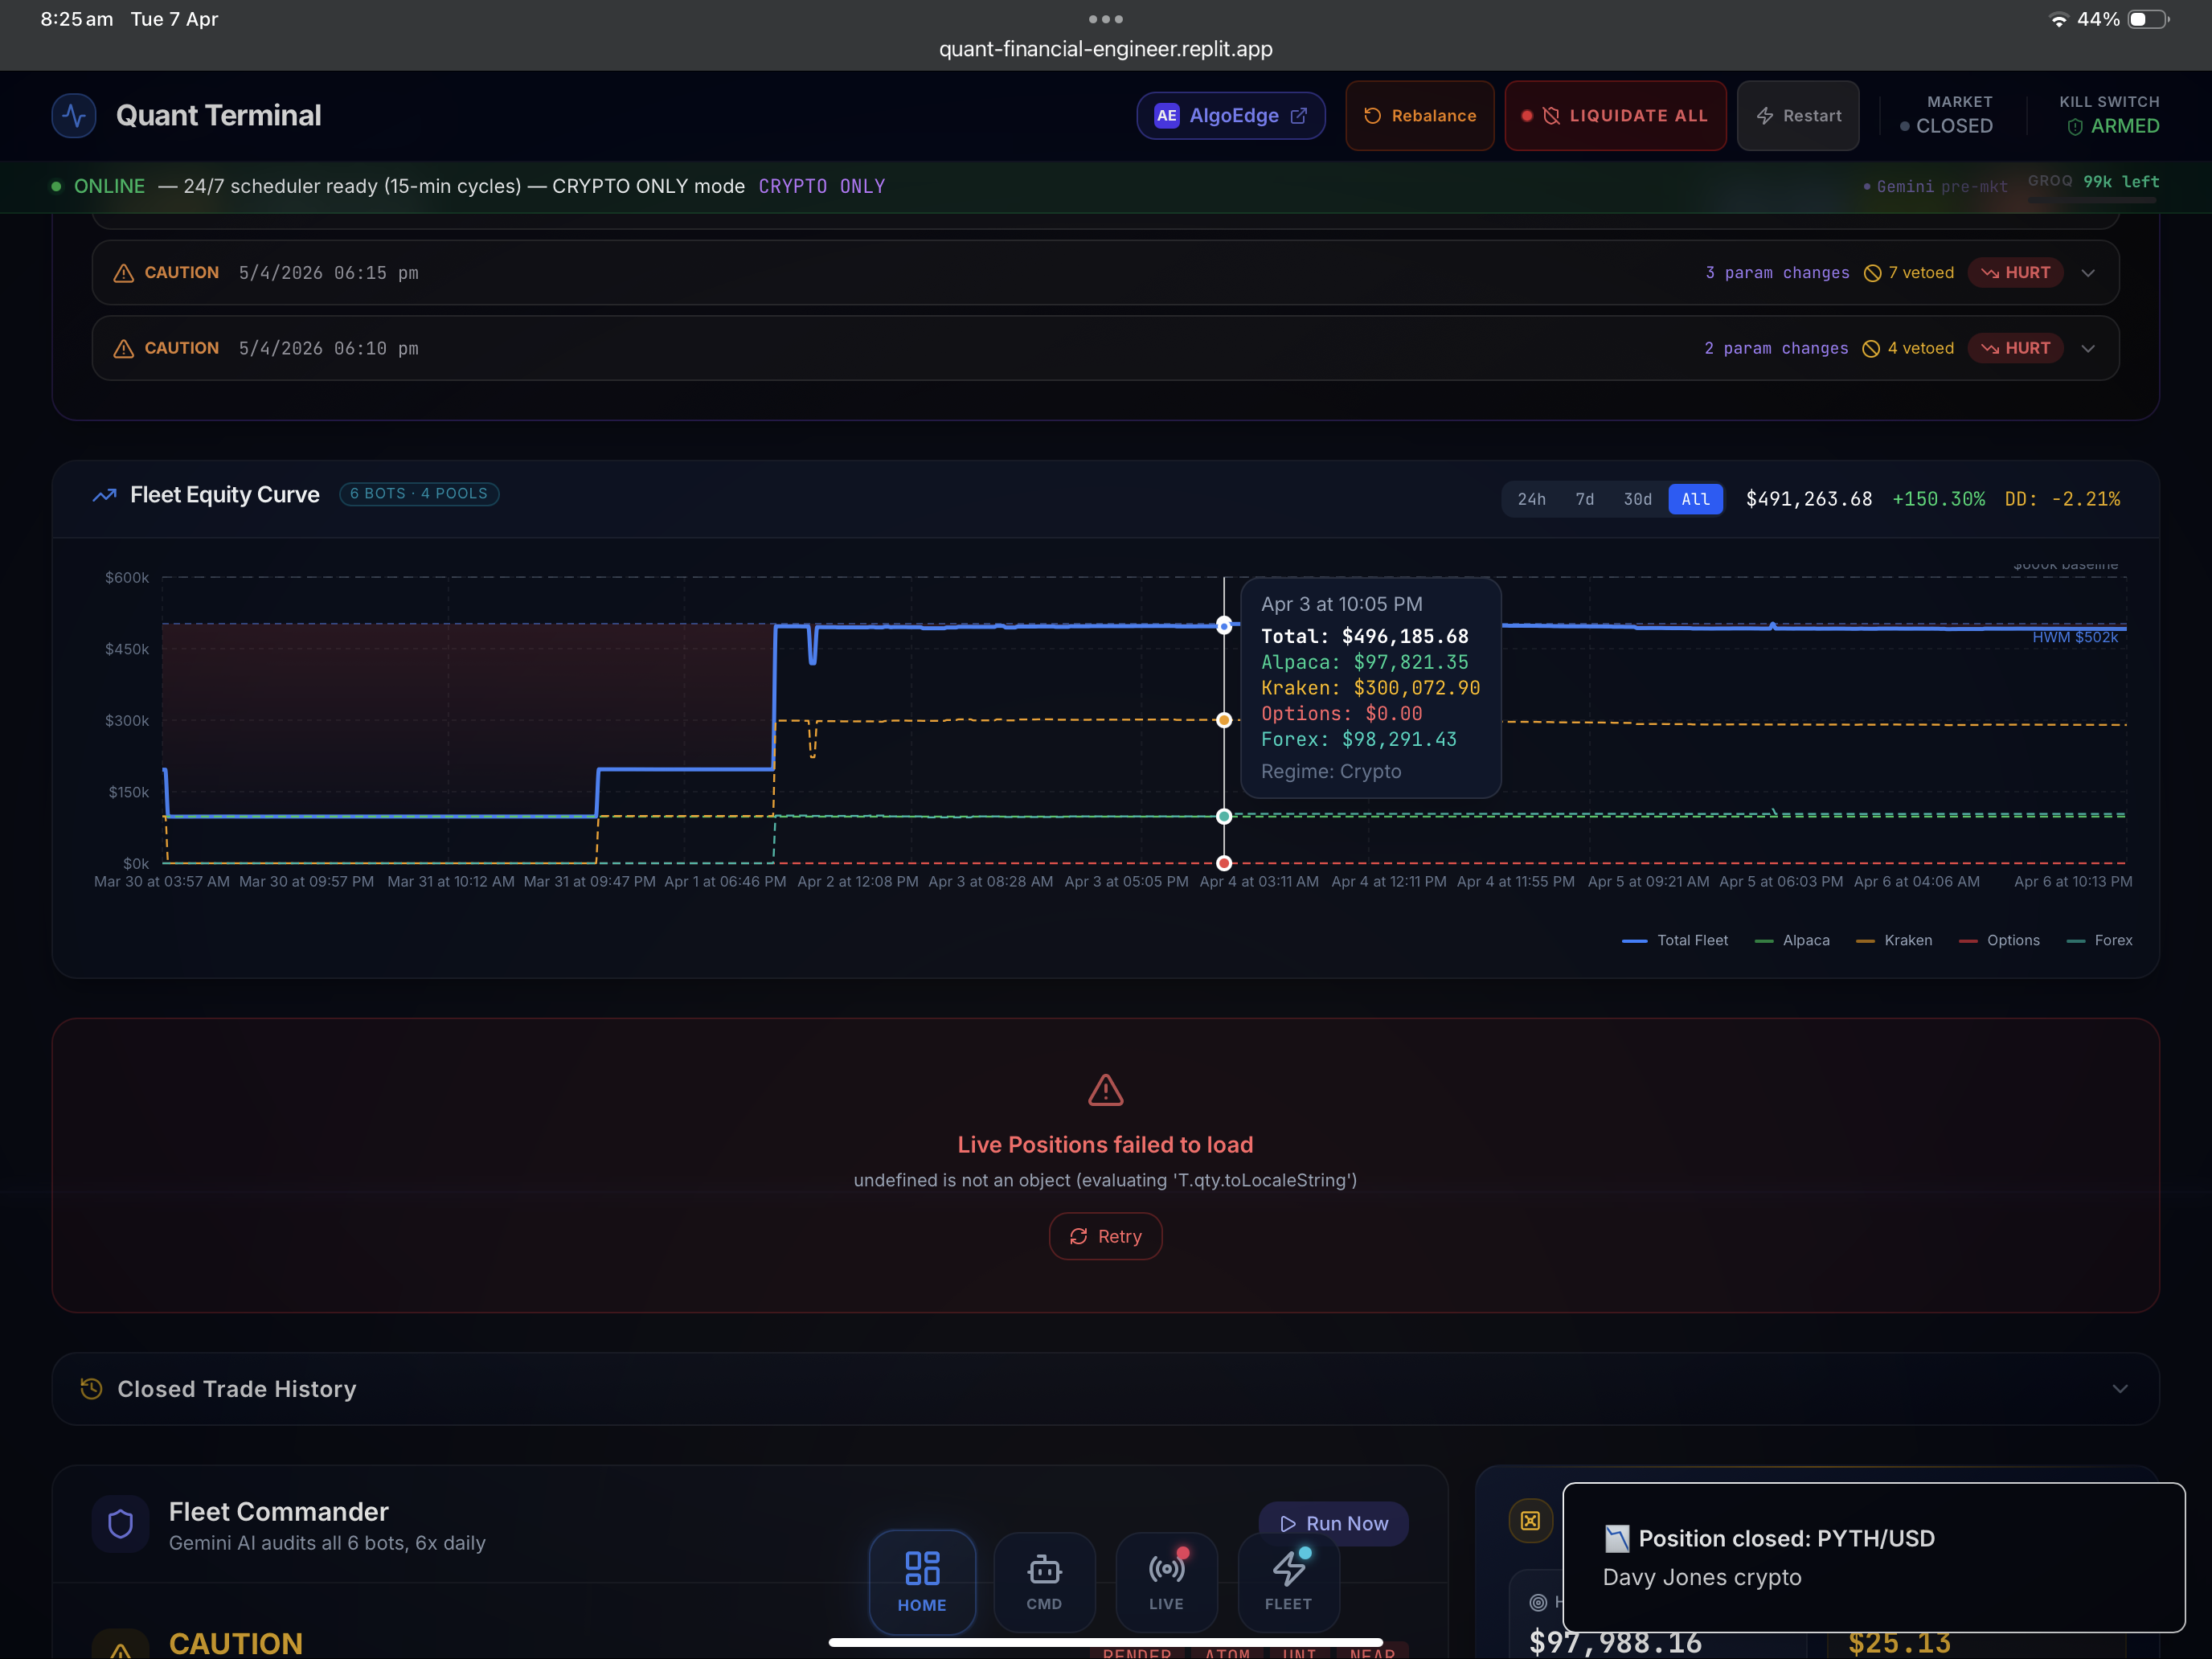 8:25 am Tue 7 Apr
44%
quant-financial-engineer.replit.app
Quant Terminal
AE AlgoEdge
Rebalance
LIQUIDATE ALL
Restart
MARKET
CLOSED
KILL SWITCH
ARMED
ONLINE — 24/7 scheduler ready (15-min cycles) — CRYPTO ONLY mode CRYPTO ONLY
Gemini pre-mkt
GROQ 99k left
CAUTION 5/4/2026 06:15 pm 3 param changes 7 vetoed HURT
CAUTION 5/4/2026 06:10 pm 2 param changes 4 vetoed HURT
Fleet Equity Curve 6 BOTS · 4 POOLS
24h 7d 30d All $491,263.68 +150.30% DD: -2.21%
$600k baseline
$600k
$450k
$300k
$150k
$0k
HWM $502k
Apr 3 at 10:05 PM
Total: $496,185.68
Alpaca: $97,821.35
Kraken: $300,072.90
Options: $0.00
Forex: $98,291.43
Regime: Crypto
Mar 30 at 03:57 AM Mar 30 at 09:57 PM Mar 31 at 10:12 AM Mar 31 at 09:47 PM Apr 1 at 06:46 PM Apr 2 at 12:08 PM Apr 3 at 08:28 AM Apr 3 at 05:05 PM Apr 4 at 03:11 AM Apr 4 at 12:11 PM Apr 4 at 11:55 PM Apr 5 at 09:21 AM Apr 5 at 06:03 PM Apr 6 at 04:06 AM Apr 6 at 10:13 PM
Total Fleet Alpaca Kraken Options Forex
Live Positions failed to load
undefined is not an object (evaluating 'T.qty.toLocaleString')
Retry
Closed Trade History
Fleet Commander
Gemini AI audits all 6 bots, 6x daily
Run Now
HOME
CMD
LIVE
FLEET
CAUTION
RENDER ATOM UNI NEAR
Position closed: PYTH/USD
Davy Jones crypto
$97,988.16
$25.13